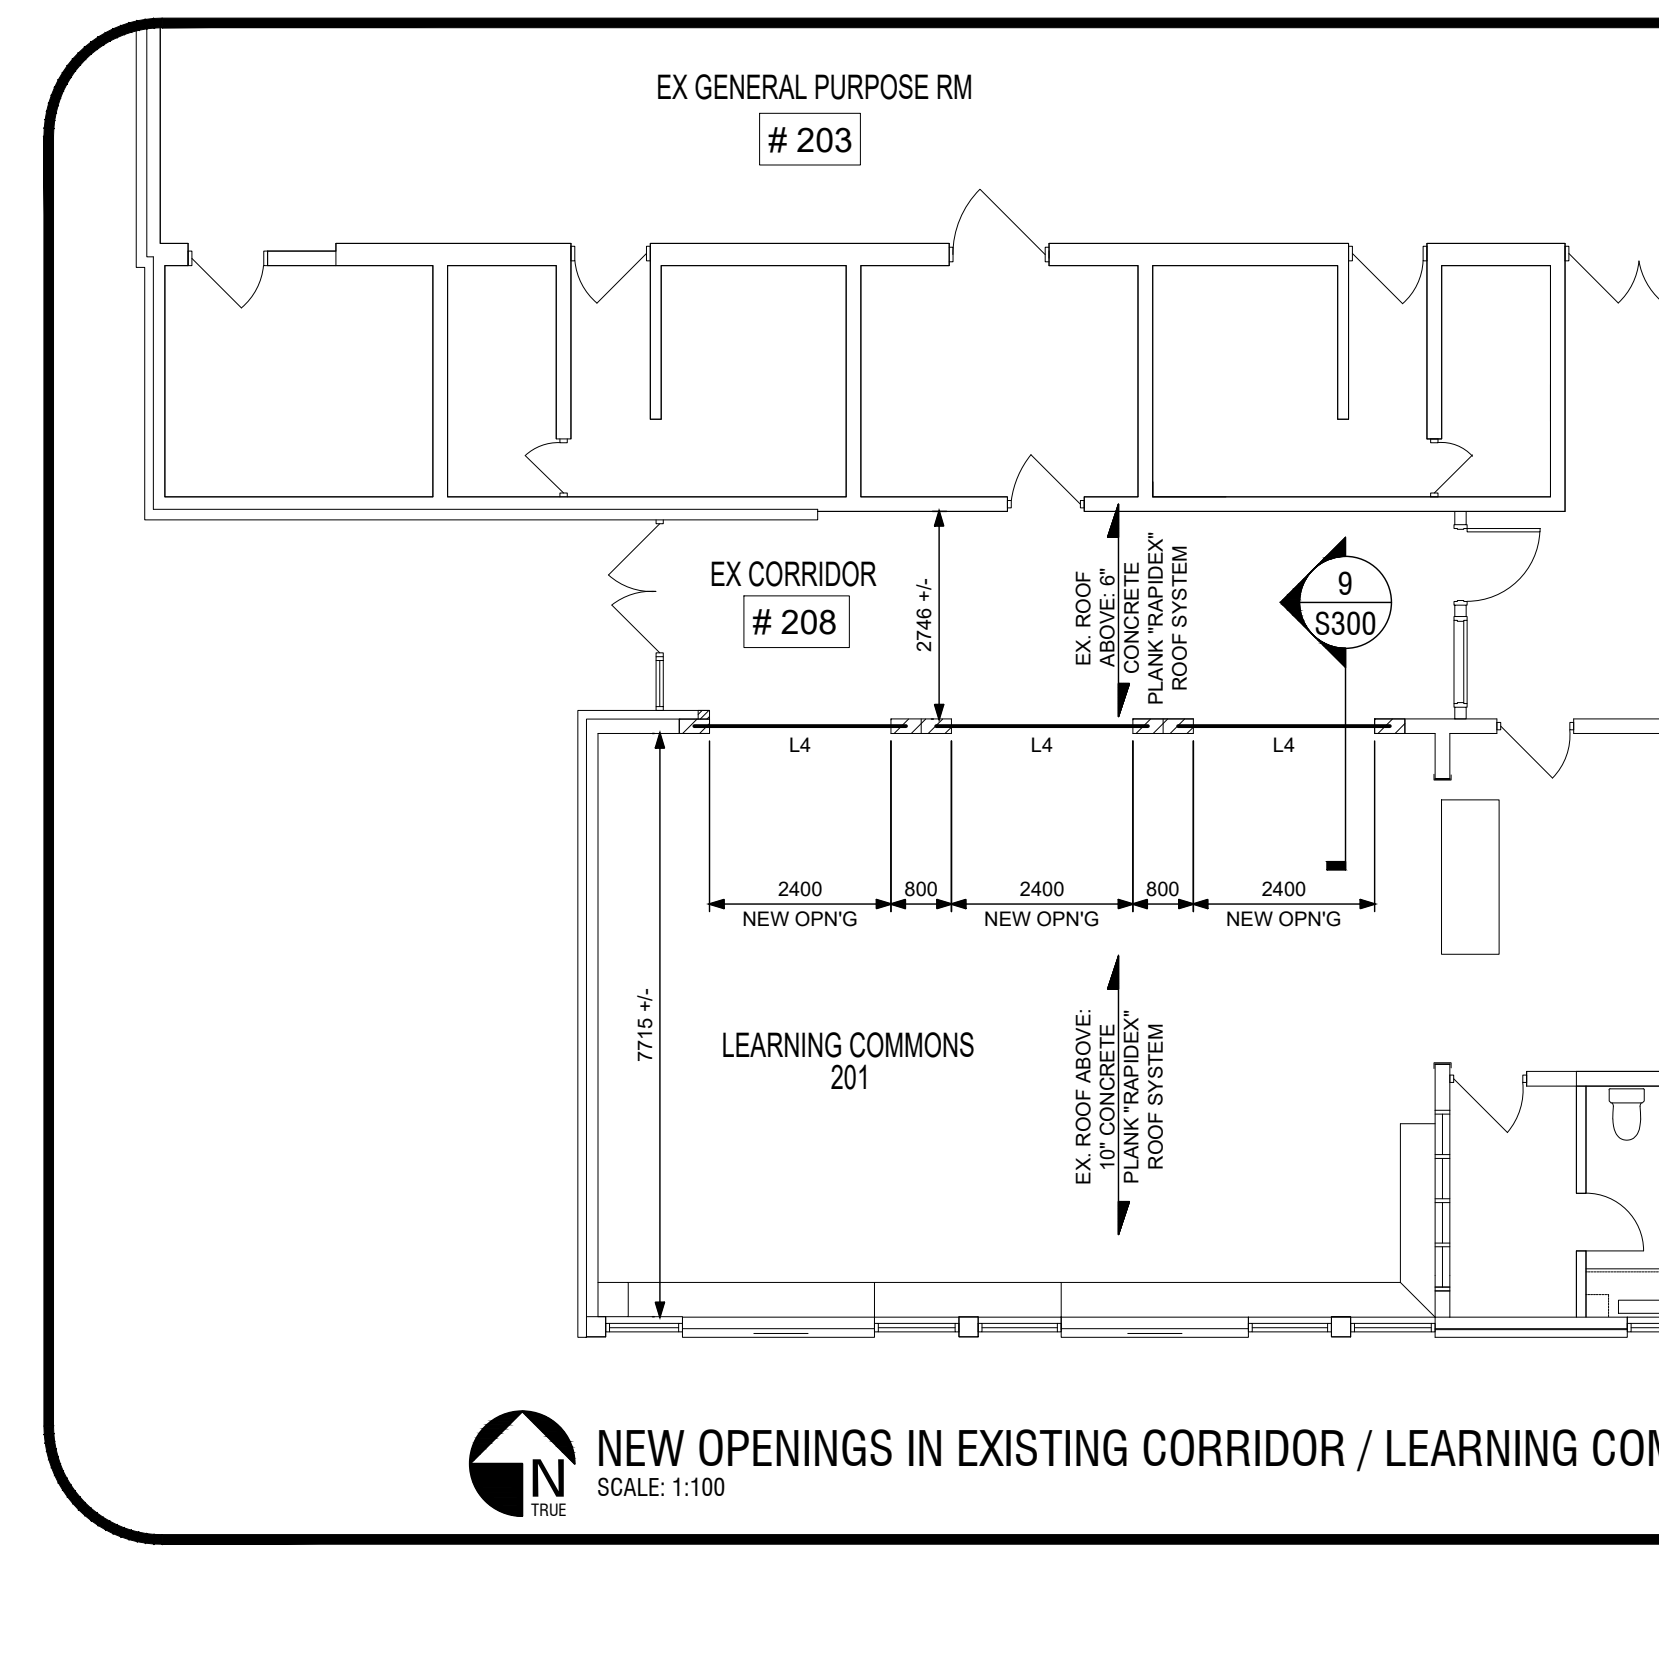 EX GENERAL PURPOSE RM
# 203
EX CORRIDOR
# 208
2746 +/-
EX. ROOF
ABOVE: 6"
CONCRETE
PLANK "RAPIDEX"
ROOF SYSTEM
9
S300
L4
L4
L4
2400
800
2400
800
2400
NEW OPN'G
NEW OPN'G
NEW OPN'G
7715 +/-
LEARNING COMMONS
201
EX. ROOF ABOVE:
10" CONCRETE
PLANK "RAPIDEX"
ROOF SYSTEM
N
TRUE
NEW OPENINGS IN EXISTING CORRIDOR / LEARNING
SCALE: 1:100